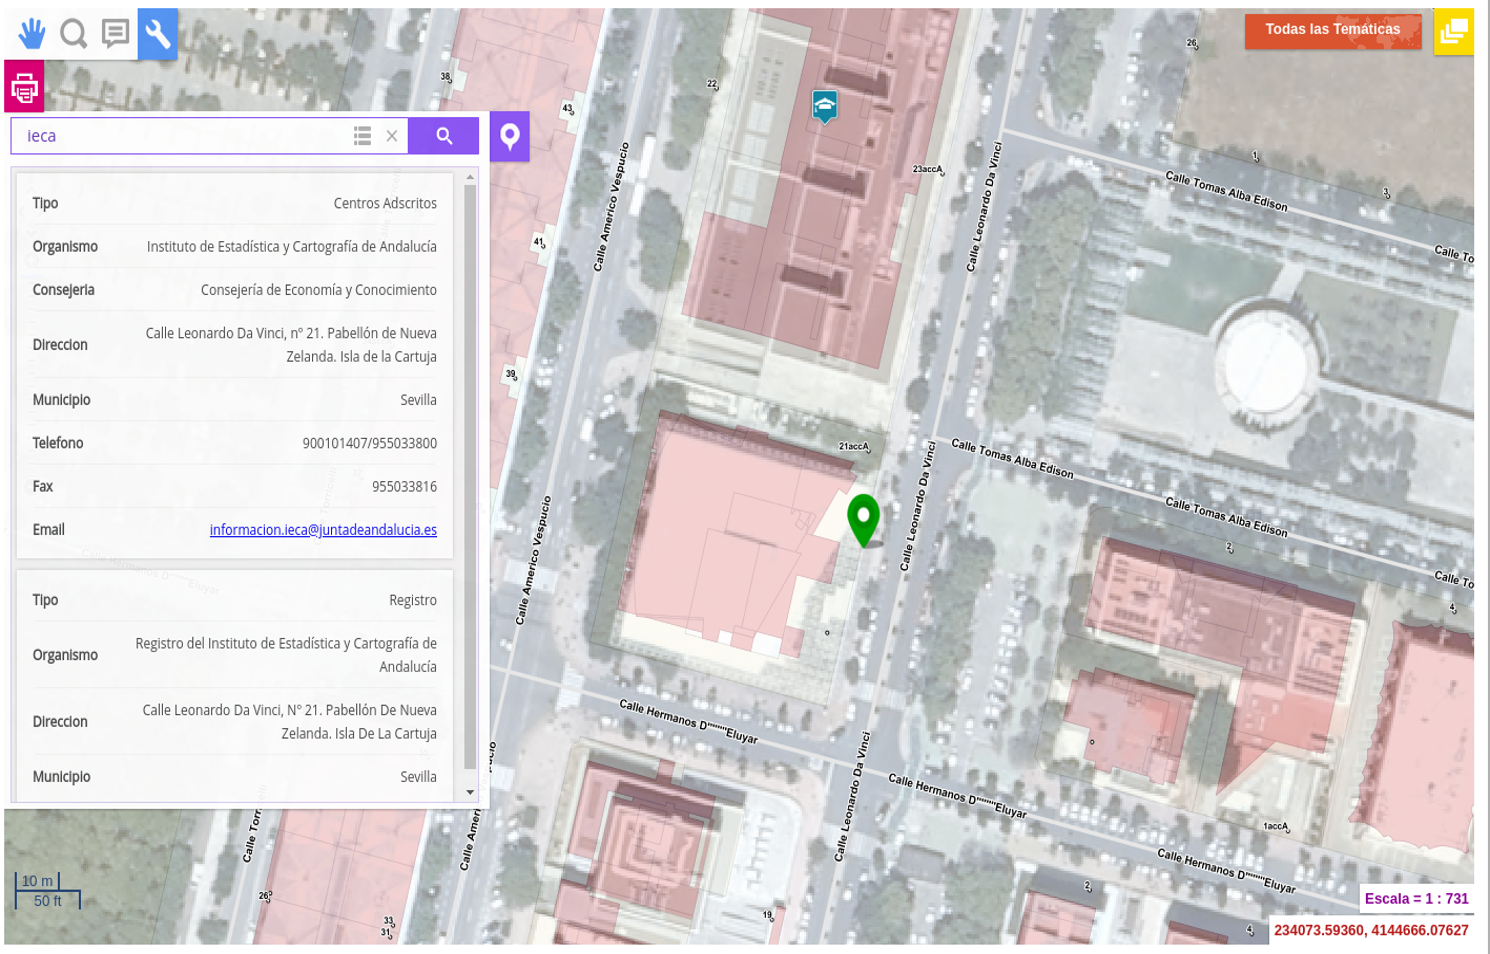 Todas las Temáticas
ieca
Tipo Centros Adscritos
Organismo Instituto de Estadística y Cartografía de Andalucía
Consejeria Consejería de Economía y Conocimiento
Direccion Calle Leonardo Da Vinci, nº 21. Pabellón de Nueva
Zelanda. Isla de la Cartuja
Municipio Sevilla
Telefono 900101407/955033800
Fax 955033816
Email informacion.ieca@juntadeandalucia.es
Tipo Registro
Organismo Registro del Instituto de Estadística y Cartografía de
Andalucía
Direccion Calle Leonardo Da Vinci, Nº 21. Pabellón De Nueva
Zelanda. Isla De La Cartuja
Municipio Sevilla
38
43
22
26
41
39
23accA
1
3
Calle Americo Vespucio
Calle Leonardo Da Vinci
Calle Tomas Alba Edison
Calle To
21accA
Calle Tomas Alba Edison
Calle Leonardo Da Vinci
Calle Tomas Alba Edison
Calle Americo Vespucio
2
Calle To
4
Calle Hermanos D''''''''Eluyar
Calle Leonardo Da Vinci
Calle Hermanos D''''''''Eluyar
1accA
Calle Hermanos D''''''''Eluyar
Calle Torr
Calle Ameri
pucio
26
33
31
19
2
4
10 m
50 ft
Escala = 1 : 731
234073.59360, 4144666.07627